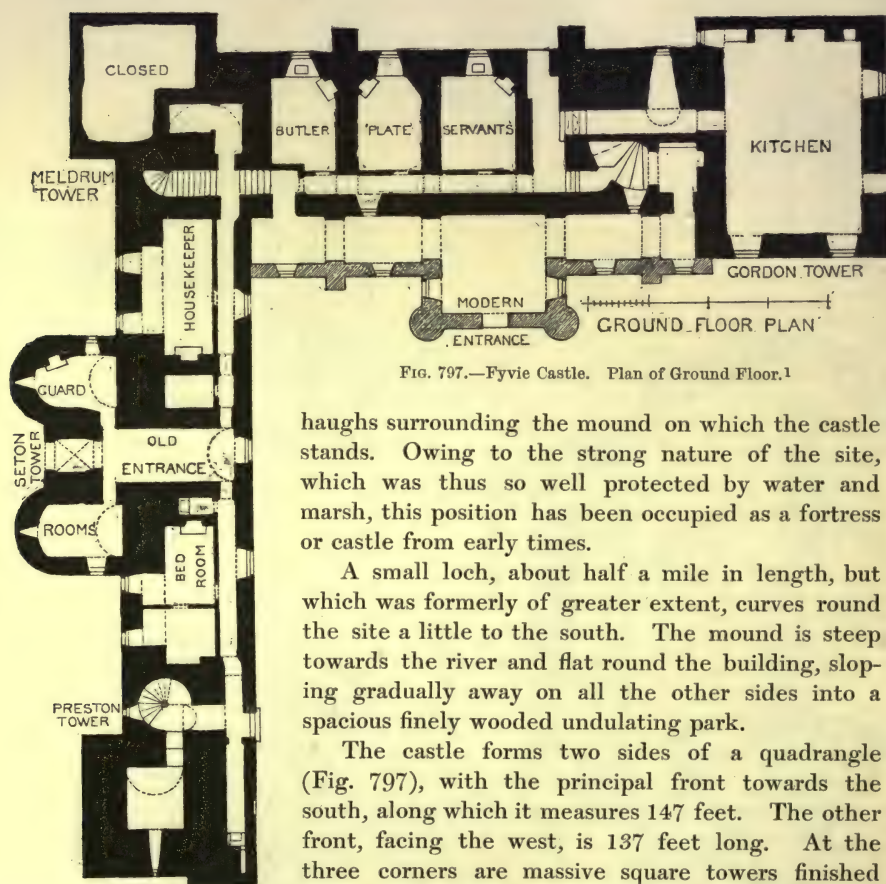 CLOSED
BUTLER
'PLATE'
SERVANTS
KITCHEN
MELDRUM
TOWER
HOUSEKEEPER
GORDON TOWER
MODERN
ENTRANCE
GROUND FLOOR PLAN
FIG. 797.—Fyvie Castle. Plan of Ground Floor.¹
GUARD
SETON
TOWER
OLD
ENTRANCE
ROOMS
BED
ROOM
PRESTON
TOWER
haughs surrounding the mound on which the castle
stands. Owing to the strong nature of the site,
which was thus so well protected by water and
marsh, this position has been occupied as a fortress
or castle from early times.
A small loch, about half a mile in length, but
which was formerly of greater extent, curves round
the site a little to the south. The mound is steep
towards the river and flat round the building, slop-
ing gradually away on all the other sides into a
spacious finely wooded undulating park.
The castle forms two sides of a quadrangle
(Fig. 797), with the principal front towards the
south, along which it measures 147 feet. The other
front, facing the west, is 137 feet long. At the
three corners are massive square towers finished